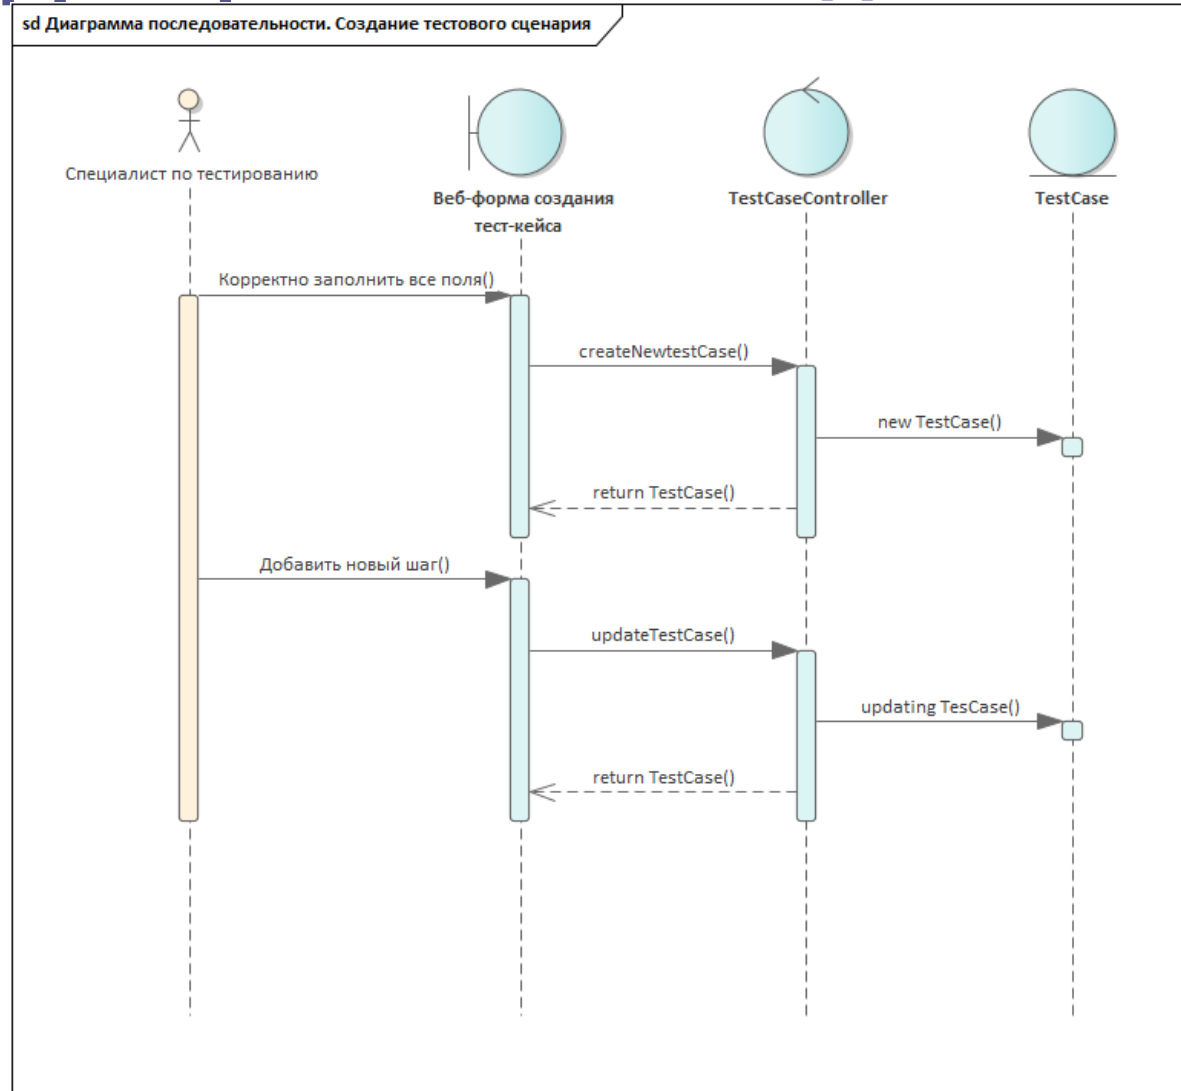 sd Диаграмма последовательности. Создание тестового сценария
Специалист по тестированию
Веб-форма создания
тест-кейса
TestCaseController
TestCase
Корректно заполнить все поля()
createNewtestCase()
new TestCase()
return TestCase()
Добавить новый шаг()
updateTestCase()
updating TesCase()
return TestCase()